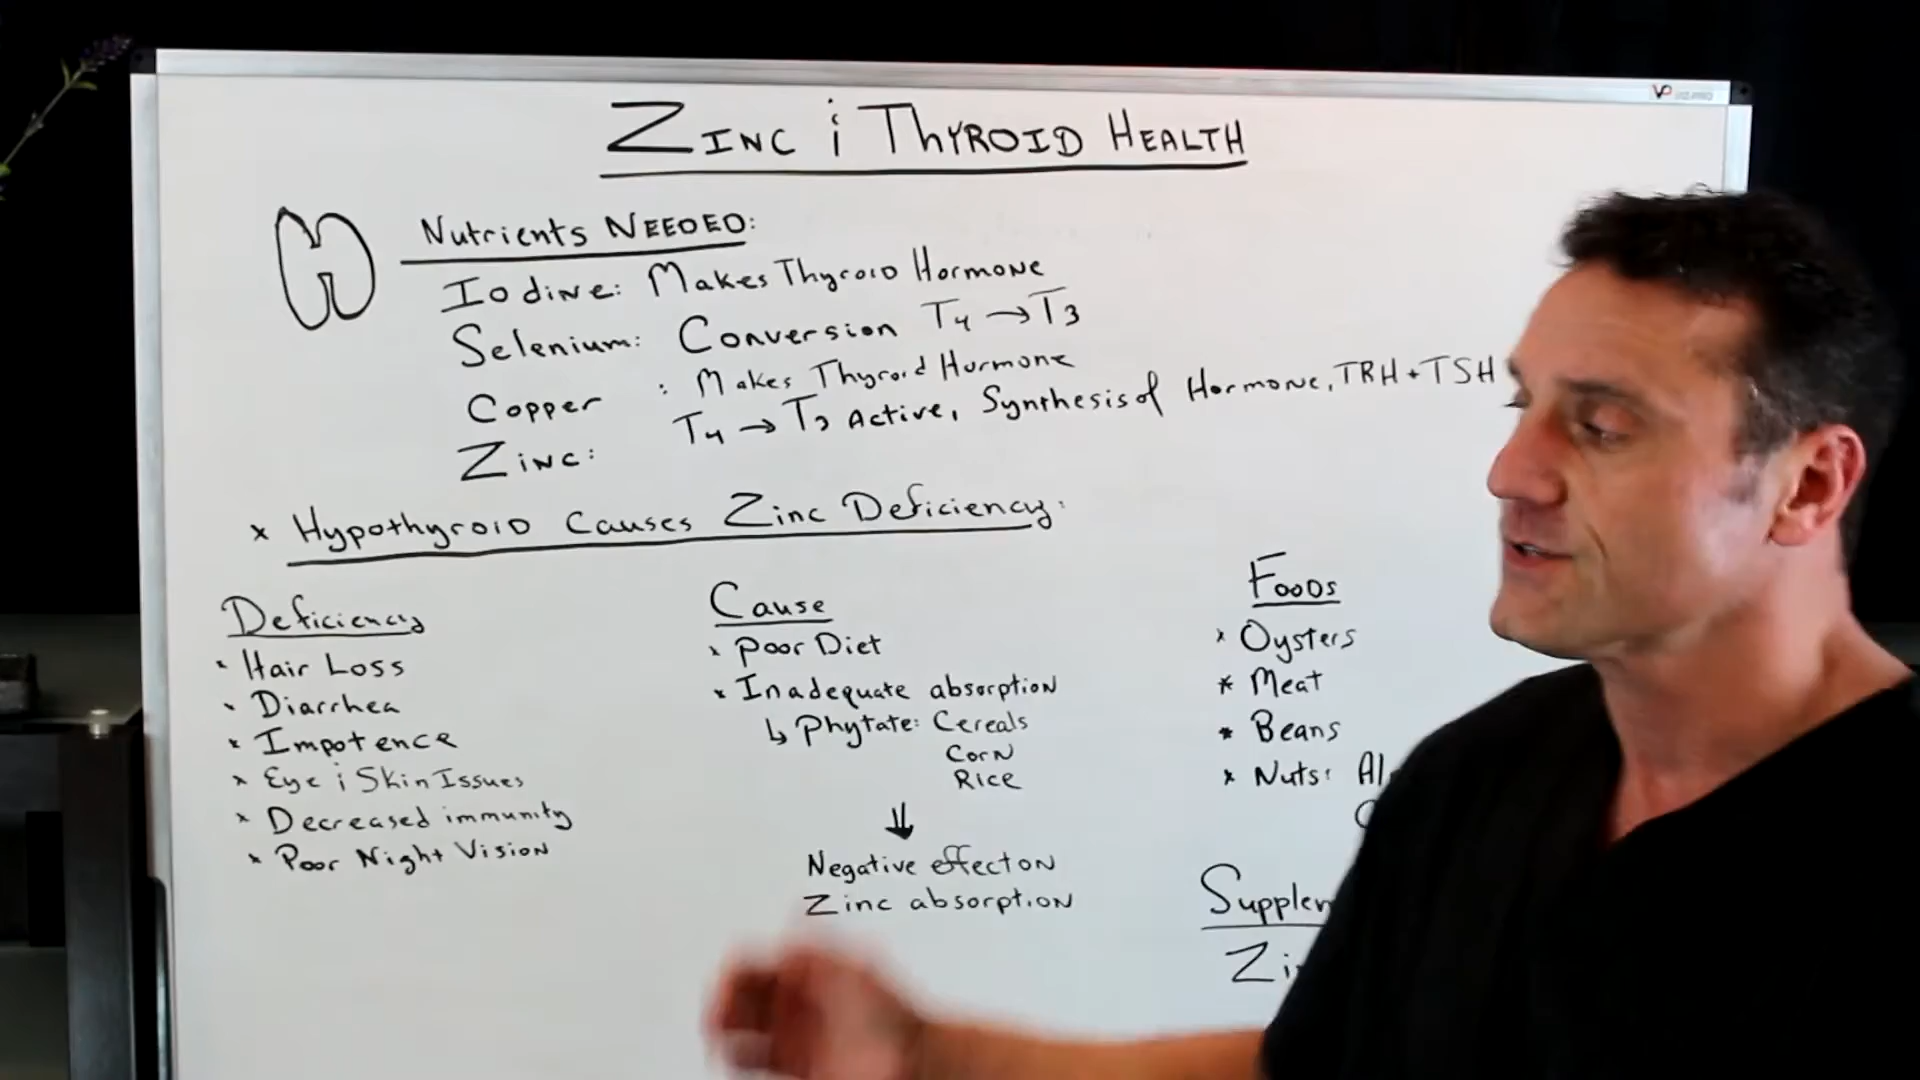 ZINC i THYROID HEALTH
Nutrients NEEDED:
Iodine: Makes Thyroid Hormone
Selenium: Conversion T4 → T3
Copper : Makes Thyroid Hormone
Zinc: T4 → T3 Active, Synthesis of Hormone, TRH + TSH
* Hypothyroid Causes Zinc Deficiency:
Deficiency
* Hair Loss
* Diarrhea
* Impotence
* Eye i Skin Issues
* Decreased immunity
* Poor Night Vision
Cause
* Poor Diet
* Inadequate absorption
↳ Phytate: Cereals
Corn
Rice
⇓
Negative effect on
Zinc absorption
Foods
* Oysters
* Meat
* Beans
* Nuts: